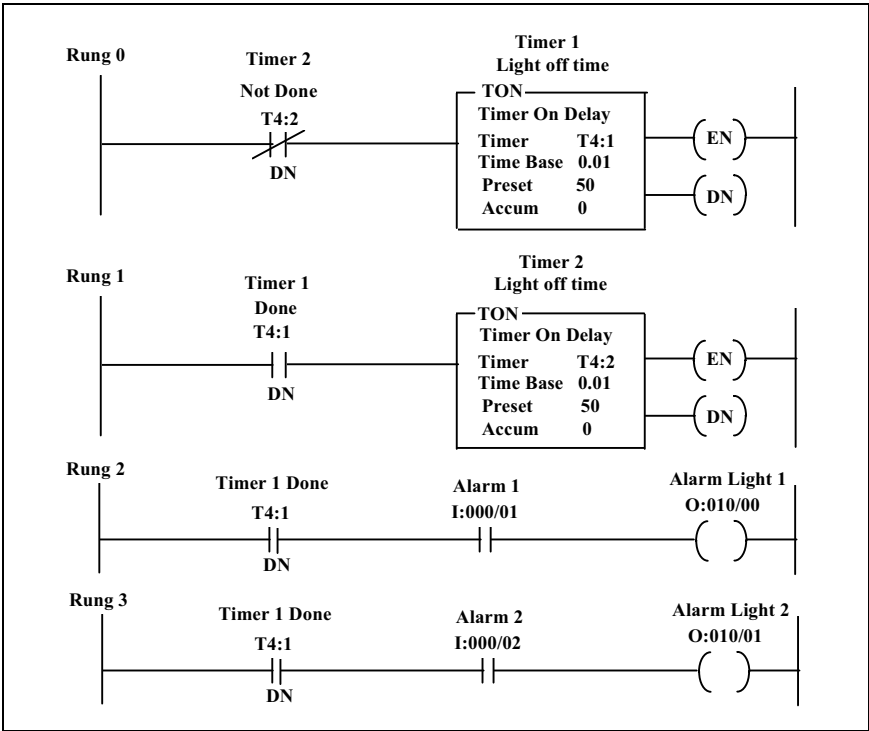 Rung 0
Timer 2
Not Done
T4:2
DN
Timer 1
Light off time
TON
Timer On Delay
Timer T4:1
Time Base 0.01
Preset 50
Accum 0
EN
DN
Rung 1
Timer 1
Done
T4:1
DN
Timer 2
Light off time
TON
Timer On Delay
Timer T4:2
Time Base 0.01
Preset 50
Accum 0
EN
DN
Rung 2
Timer 1 Done
T4:1
DN
Alarm 1
I:000/01
Alarm Light 1
O:010/00
Rung 3
Timer 1 Done
T4:1
DN
Alarm 2
I:000/02
Alarm Light 2
O:010/01